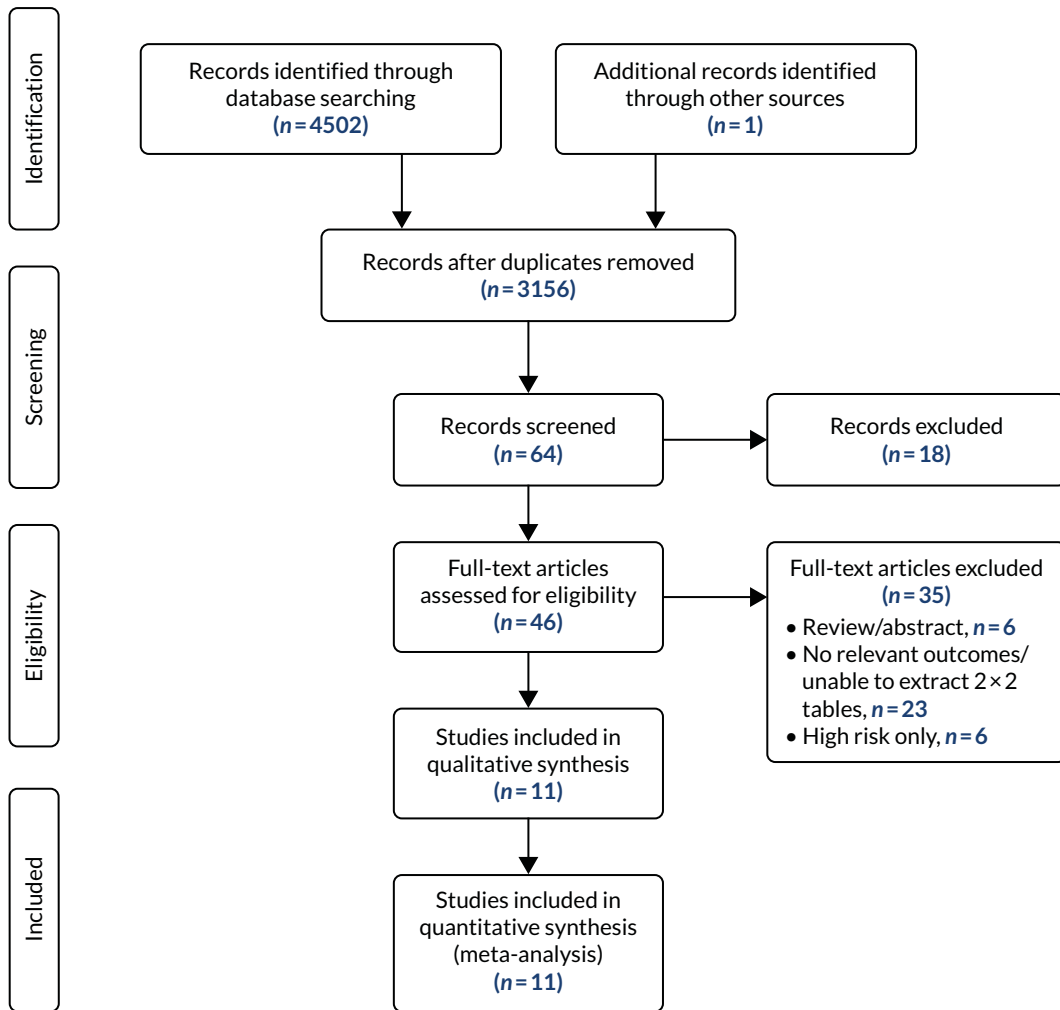 Identification
Records identified through
database searching
(n=4502)
Additional records identified
through other sources
(n=1)
Records after duplicates removed
(n=3156)
Screening
Records screened
(n=64)
Records excluded
(n=18)
Eligibility
Full-text articles
assessed for eligibility
(n=46)
Full-text articles excluded
(n=35)
• Review/abstract, n=6
• No relevant outcomes/
unable to extract 2×2
tables, n=23
• High risk only, n=6
Studies included in
qualitative synthesis
(n=11)
Included
Studies included in
quantitative synthesis
(meta-analysis)
(n=11)